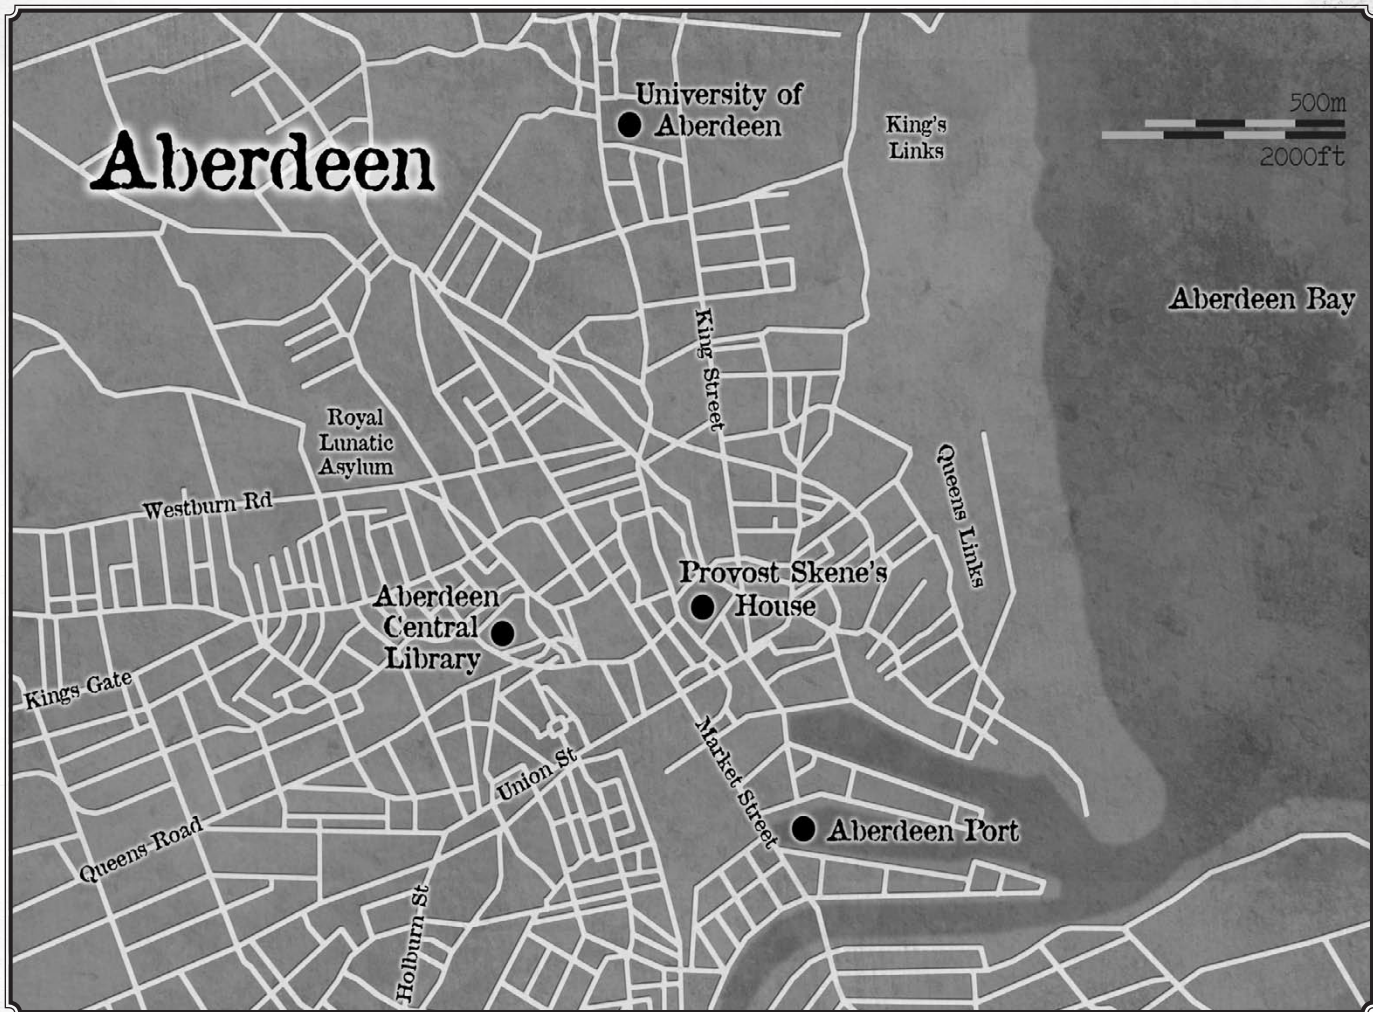 500m
2000ft
University of
Aberdeen
King's
Links
Aberdeen
Aberdeen Bay
King Street
Royal
Lunatic
Asylum
Queens Links
Westburn Rd
Provost Skene's
House
Aberdeen
Central
Library
Kings Gate
Market Street
Union St
Queens Road
Aberdeen Port
Holburn St